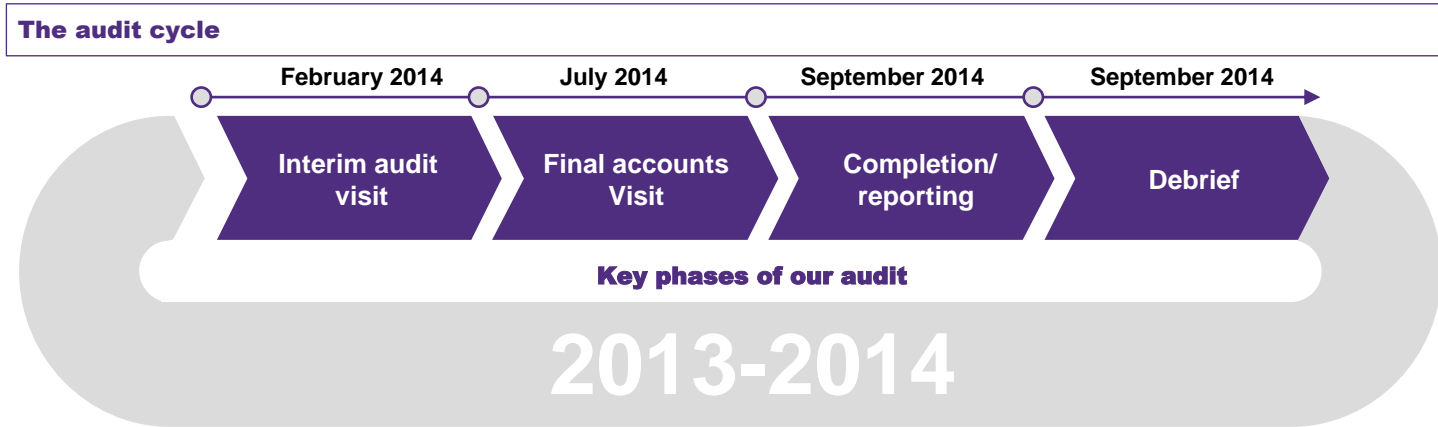 The audit cycle
February 2014 July 2014 September 2014 September 2014
Interim audit
visit
Final accounts
Visit
Completion/
reporting
Debrief
Key phases of our audit
2013-2014